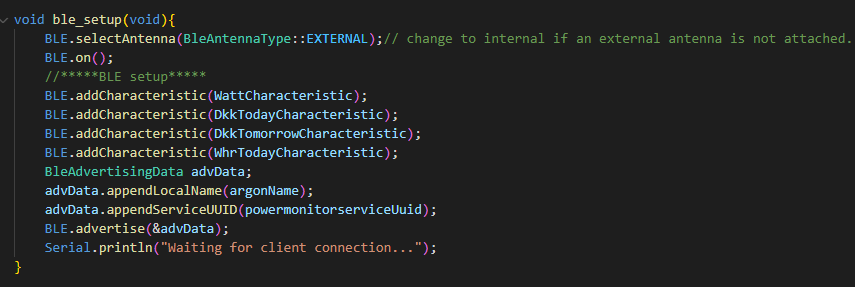 void ble_setup(void){
BLE.selectAntenna(BleAntennaType::EXTERNAL);// change to internal if an external antenna is not attached.
BLE.on();
//*****BLE setup*****
BLE.addCharacteristic(WattCharacteristic);
BLE.addCharacteristic(DkkTodayCharacteristic);
BLE.addCharacteristic(DkkTomorrowCharacteristic);
BLE.addCharacteristic(WhrTodayCharacteristic);
BleAdvertisingData advData;
advData.appendLocalName(argonName);
advData.appendServiceUUID(powermonitorserviceUuid);
BLE.advertise(&advData);
Serial.println("Waiting for client connection...");
}